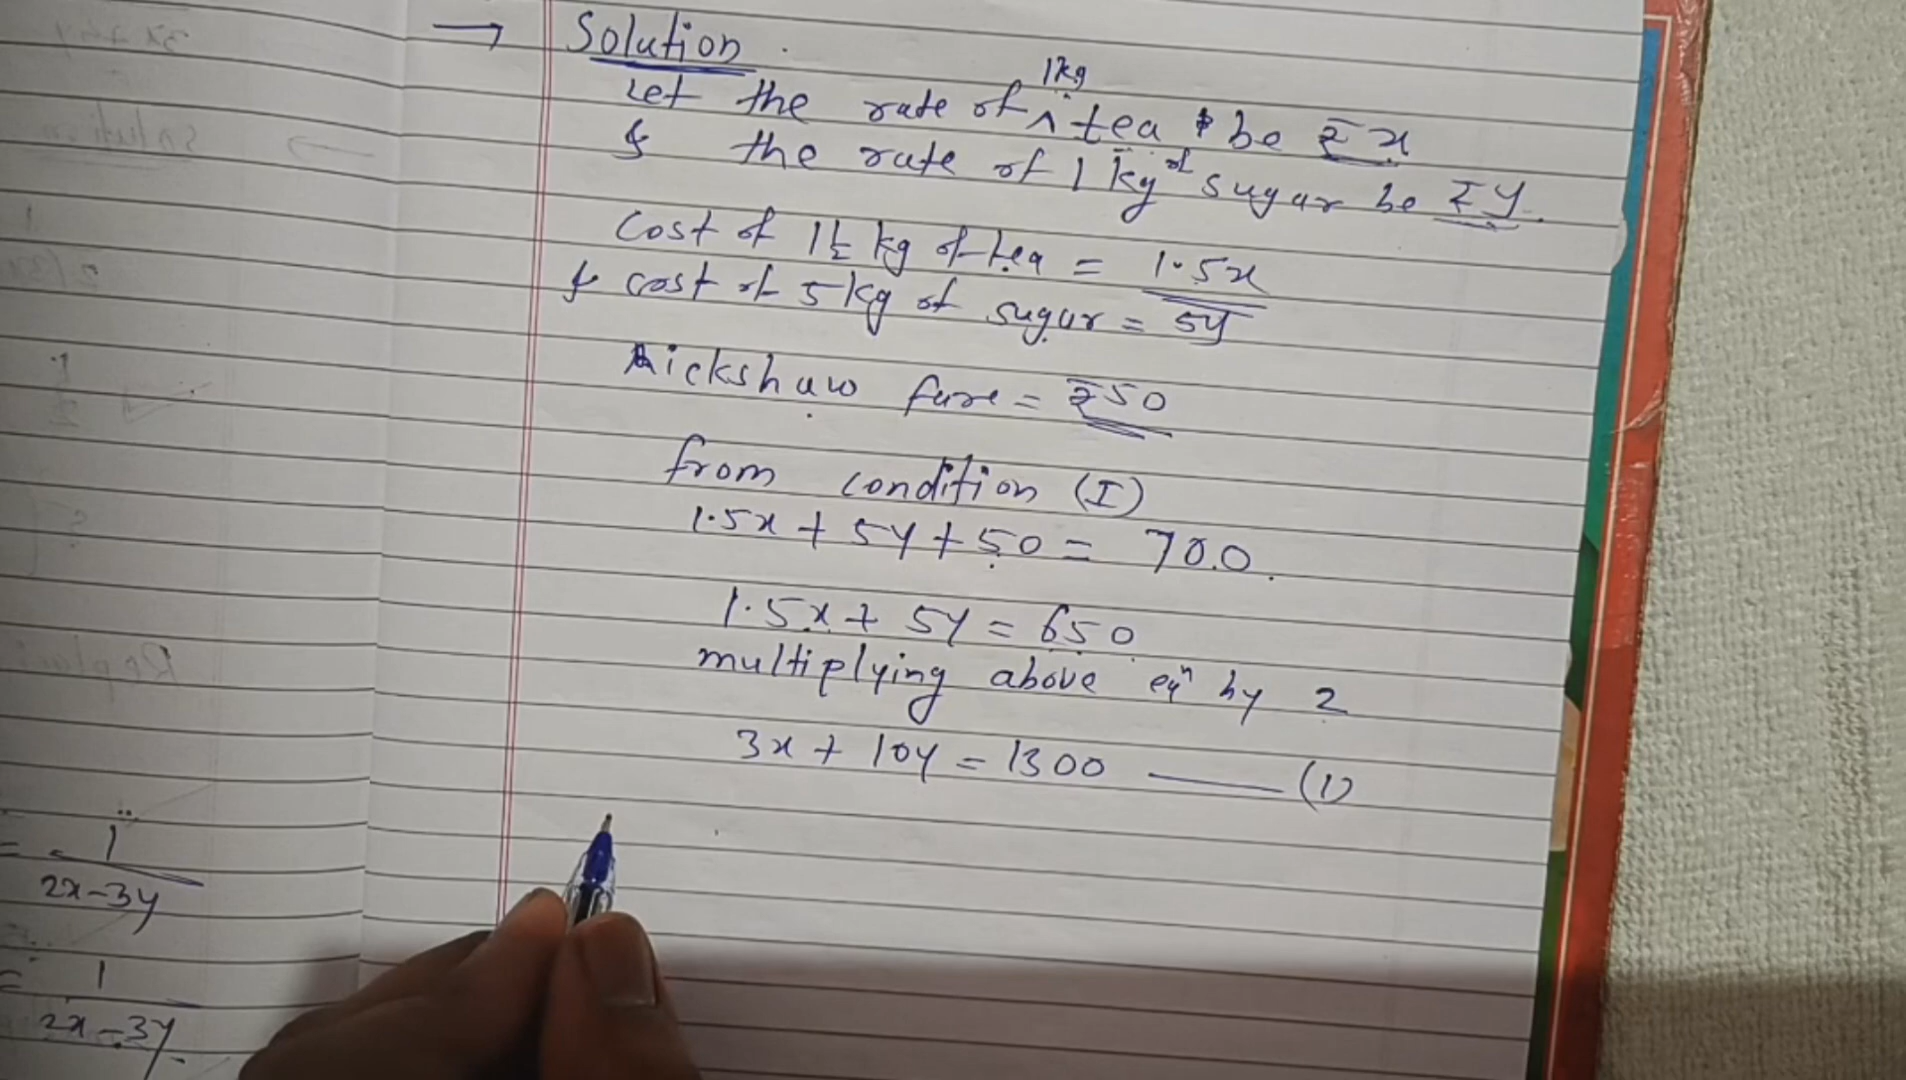 → Solution.
Let the rate of 1kg tea be ₹ x
& the rate of 1 kg of sugar be ₹ y.
Cost of 1½ kg of tea = 1.5x
& cost of 5 kg of sugar = 5y
Rickshaw fare = ₹50
from condition (I)
1.5x + 5y + 50 = 700.
1.5x + 5y = 650
multiplying above eqⁿ by 2
3x + 10y = 1300 —— (1)
= 1
2x-3y
= 1
2x-3y